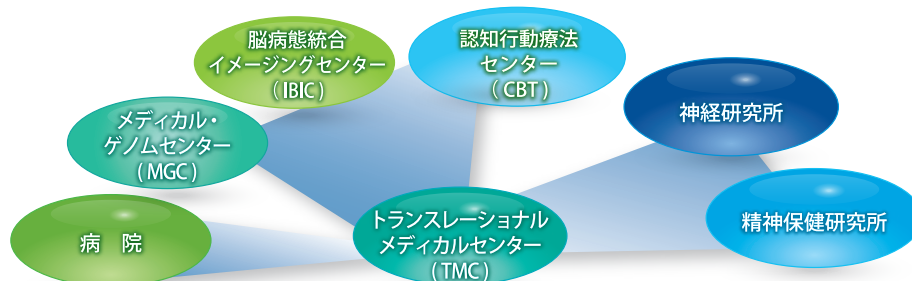 脳病態統合
イメージングセンター
(IBIC)
認知行動療法
センター
(CBT)
メディカル・
ゲノムセンター
(MGC)
神経研究所
病　院
トランスレーショナル
メディカルセンター
(TMC)
精神保健研究所